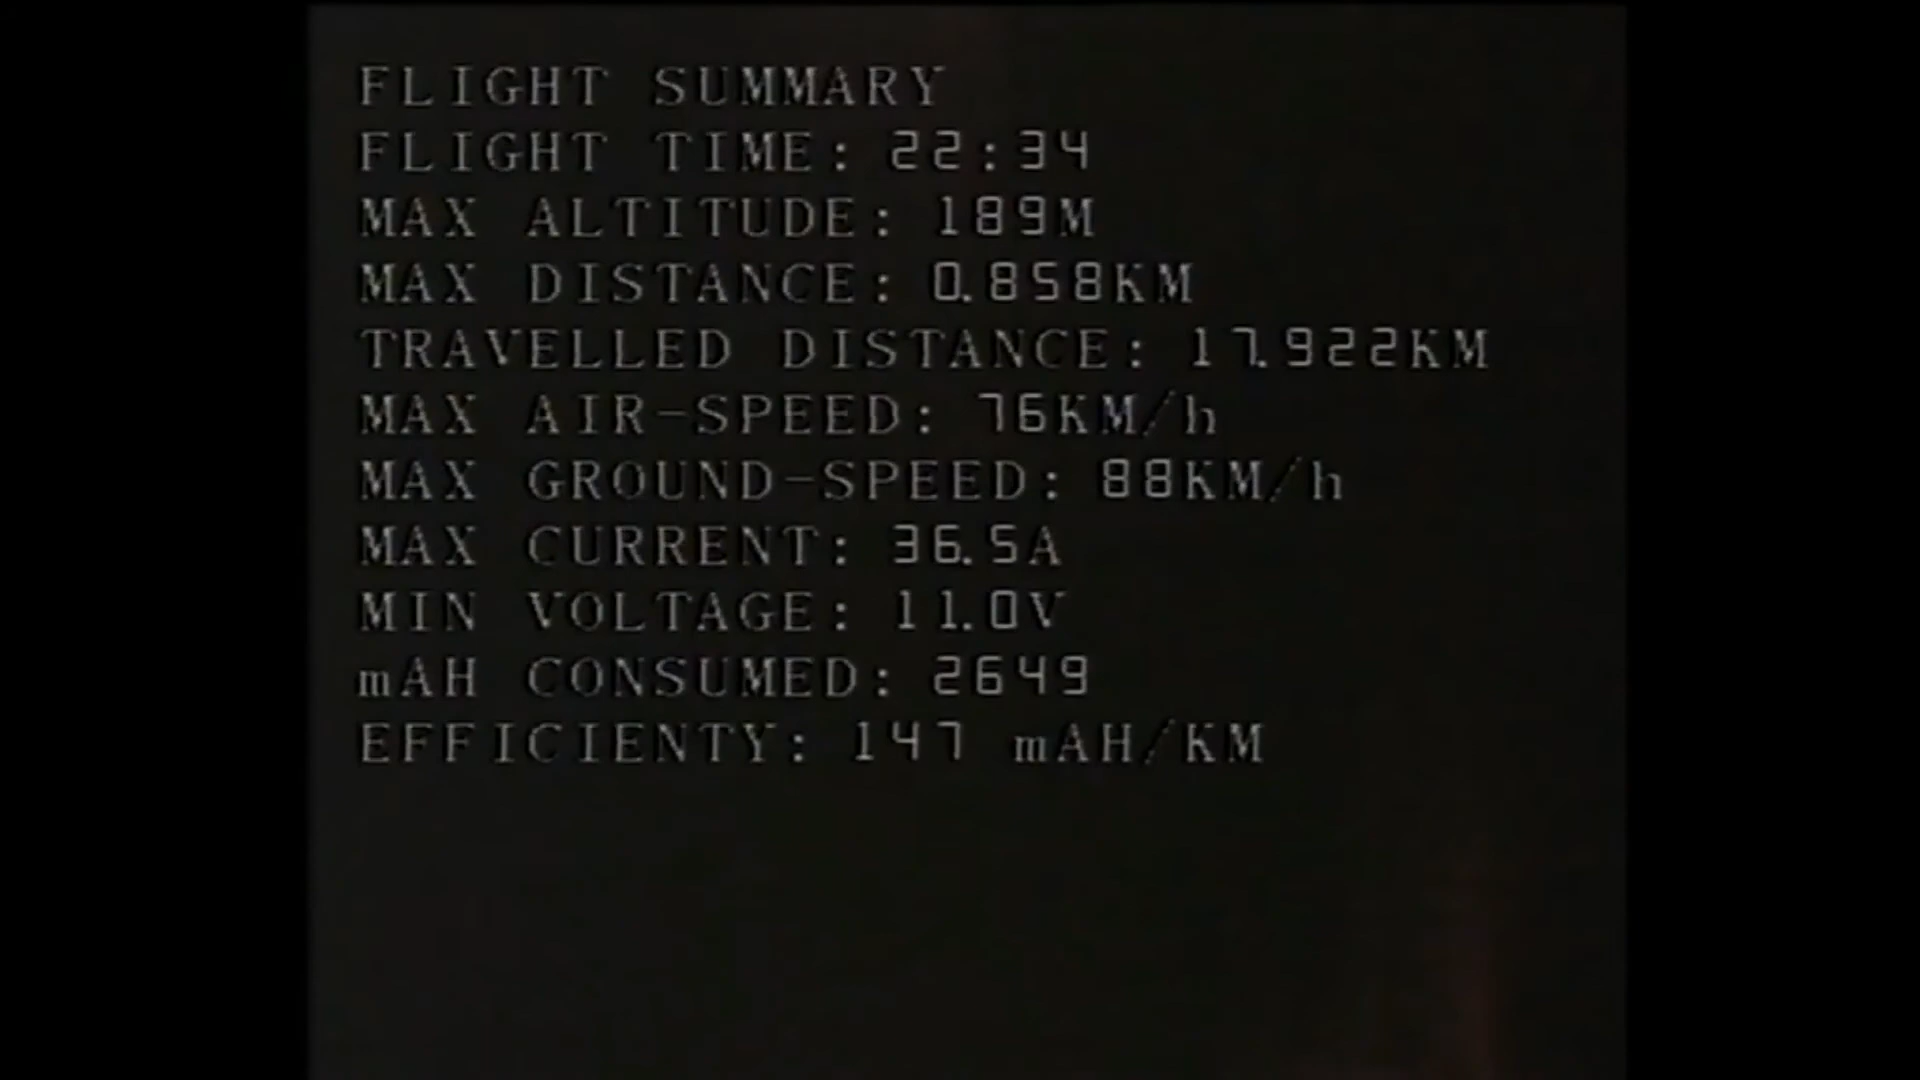 FLIGHT SUMMARY
FLIGHT TIME: 22:34
MAX ALTITUDE: 189M
MAX DISTANCE: 0.858KM
TRAVELLED DISTANCE: 17.922KM
MAX AIR-SPEED: 76KM/h
MAX GROUND-SPEED: 88KM/h
MAX CURRENT: 36.5A
MIN VOLTAGE: 11.0V
mAH CONSUMED: 2649
EFFICIENTY: 147 mAH/KM